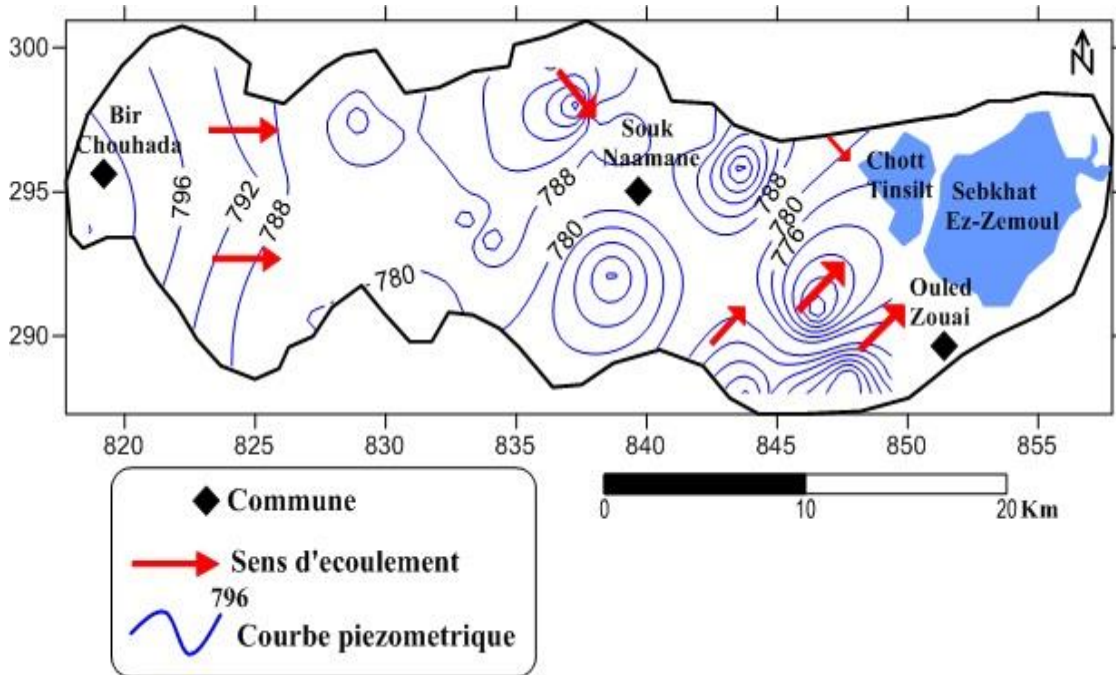 300
295
290
N
Bir
Chouhada
Souk
Naamane
Chott
Tinsilt
Sebkhat
Ez-Zemoul
Ouled
Zouai
796
792
788
780
788
780
788
780
776
820 825 830 835 840 845 850 855
Commune
Sens d'ecoulement
796
Courbe piezometrique
0 10 20 Km